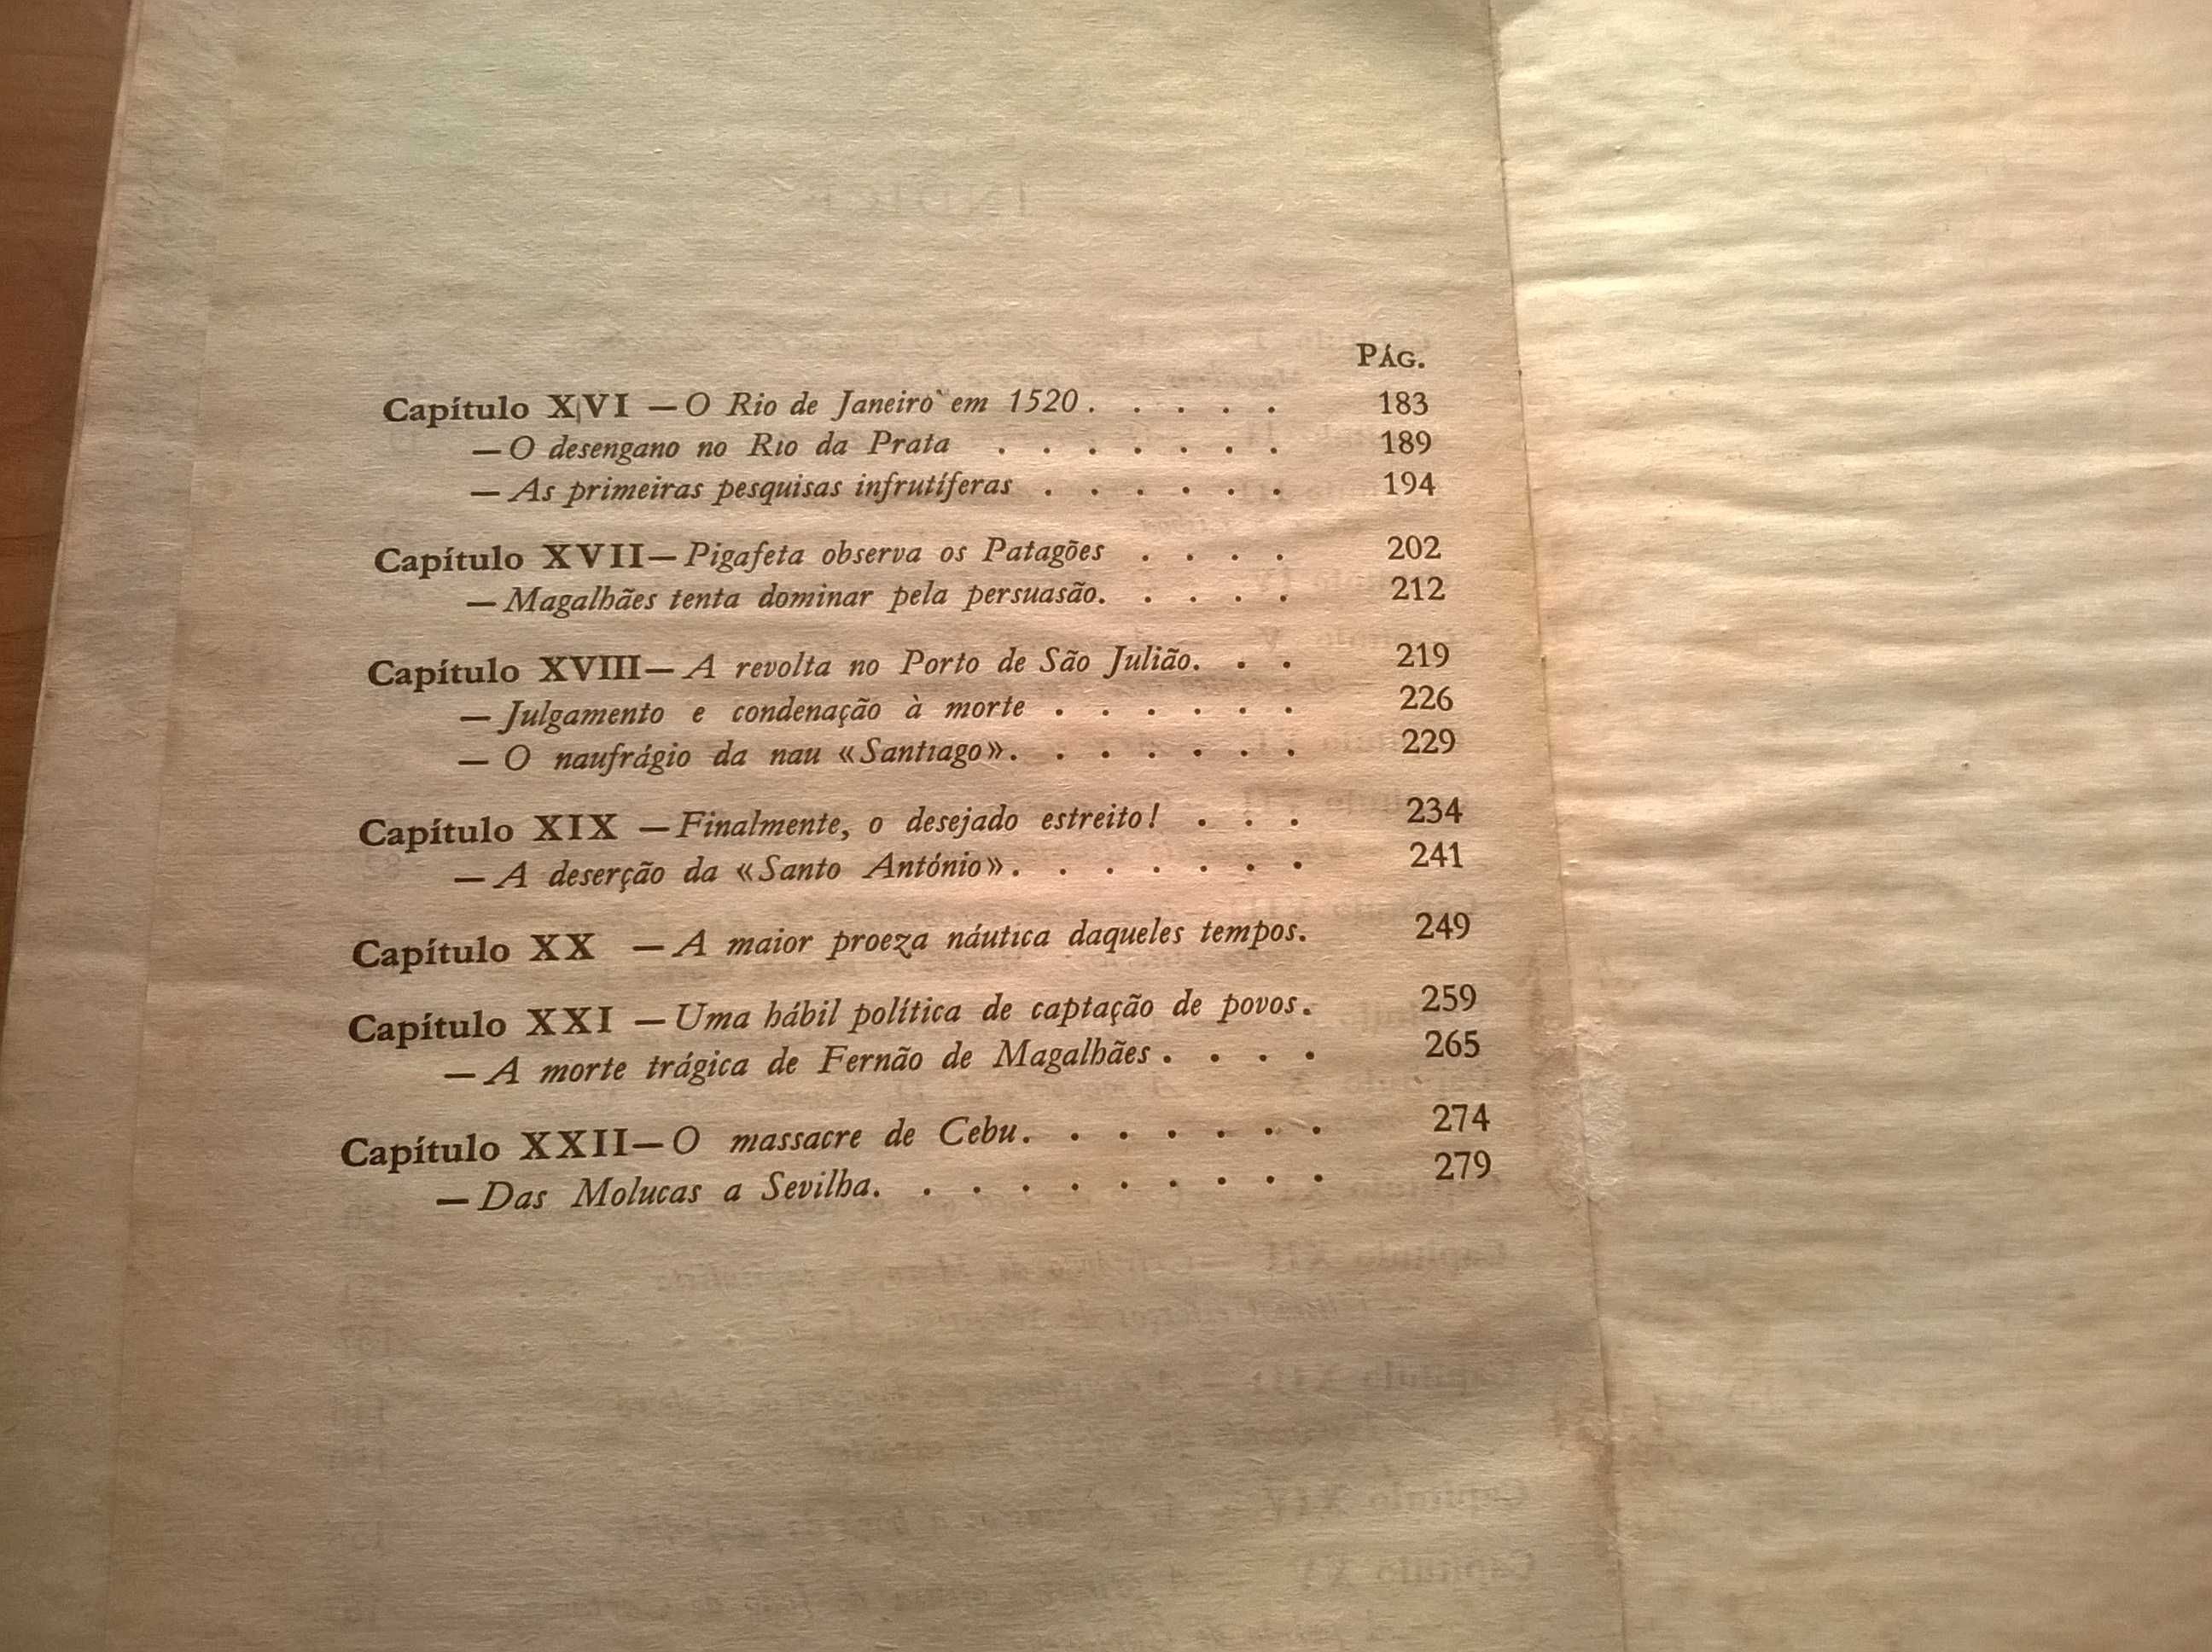 PÁG.
Capítulo XVI — O Rio de Janeiro em 1520 . . . . . 183
— O desengano no Rio da Prata . . . . . . . 189
— As primeiras pesquisas infrutíferas . . . . . . 194
Capítulo XVII — Pigafeta observa os Patagões . . . . 202
— Magalhães tenta dominar pela persuasão. . . . . 212
Capítulo XVIII — A revolta no Porto de São Julião. . . 219
— Julgamento e condenação à morte . . . . . . 226
— O naufrágio da nau «Santiago». . . . . . . 229
Capítulo XIX — Finalmente, o desejado estreito! . . . 234
— A deserção da «Santo António». . . . . . . 241
Capítulo XX — A maior proeza náutica daqueles tempos. 249
Capítulo XXI — Uma hábil política de captação de povos. 259
— A morte trágica de Fernão de Magalhães . . . . 265
Capítulo XXII — O massacre de Cebu. . . . . . . 274
— Das Molucas a Sevilha. . . . . . . . . . 279